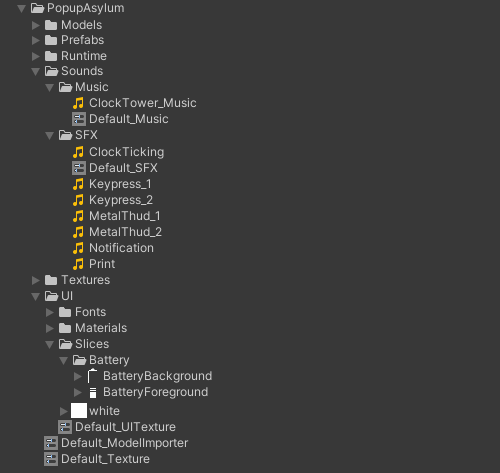 PopupAsylum
Models
Prefabs
Runtime
Sounds
Music
ClockTower_Music
Default_Music
SFX
ClockTicking
Default_SFX
Keypress_1
Keypress_2
MetalThud_1
MetalThud_2
Notification
Print
Textures
UI
Fonts
Materials
Slices
Battery
BatteryBackground
BatteryForeground
white
Default_UITexture
Default_ModelImporter
Default_Texture